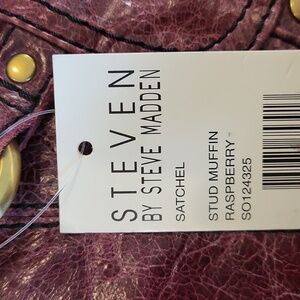 STEVEN
BY STEVE MADDEN
SATCHEL
STUD MUFFIN
RASPBERRY
SO124325